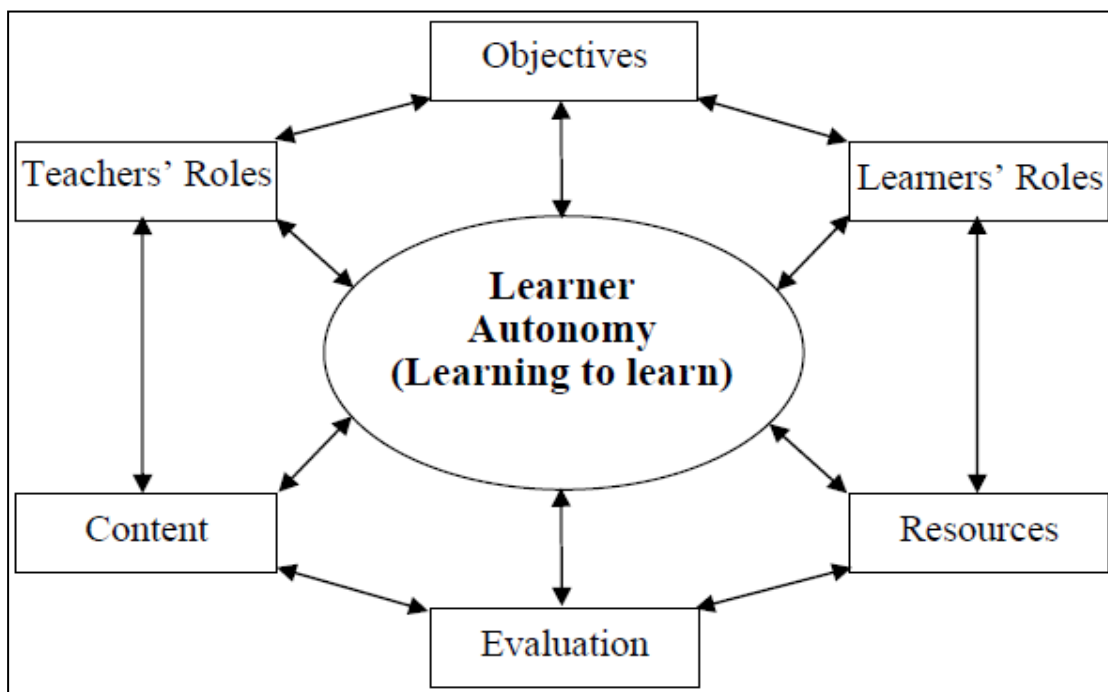 Objectives
Teachers’ Roles
Learners’ Roles
Learner
Autonomy
(Learning to learn)
Content
Resources
Evaluation